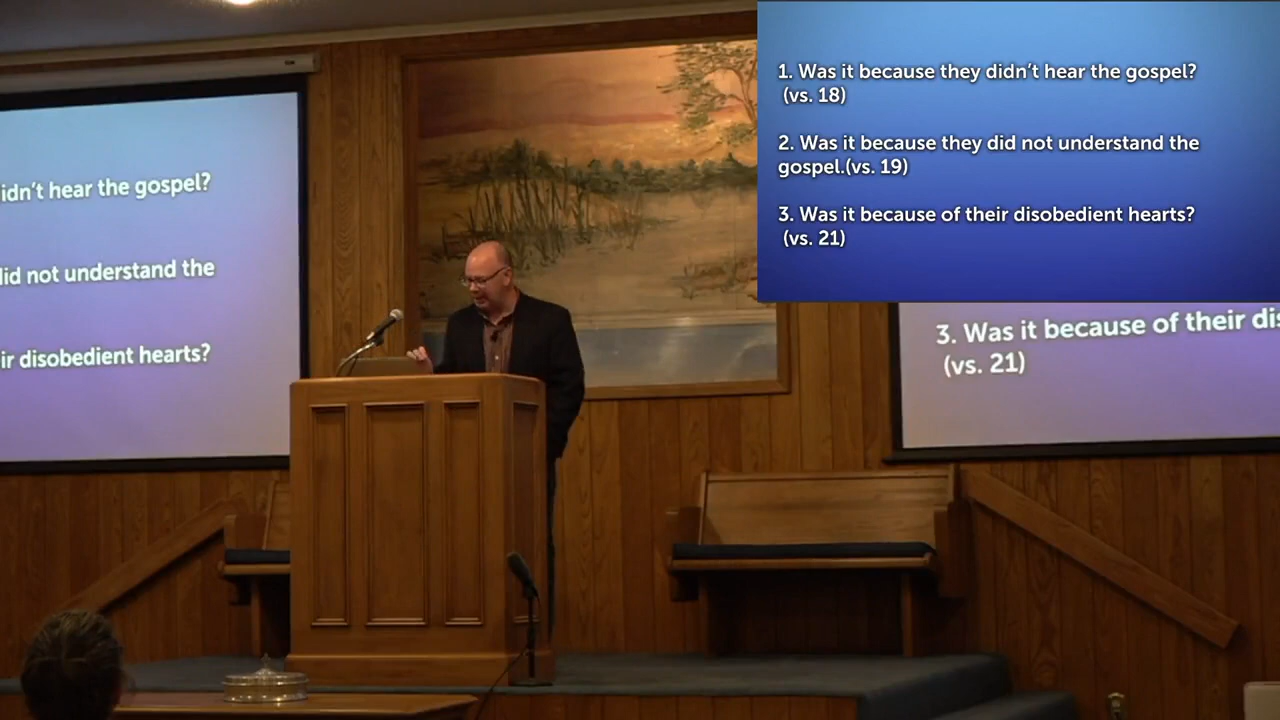 1. Was it because they didn't hear the gospel?
(vs. 18)
2. Was it because they did not understand the
gospel.(vs. 19)
3. Was it because of their disobedient hearts?
(vs. 21)
idn't hear the gospel?
did not understand the
ir disobedient hearts?
3. Was it because of their dis
(vs. 21)